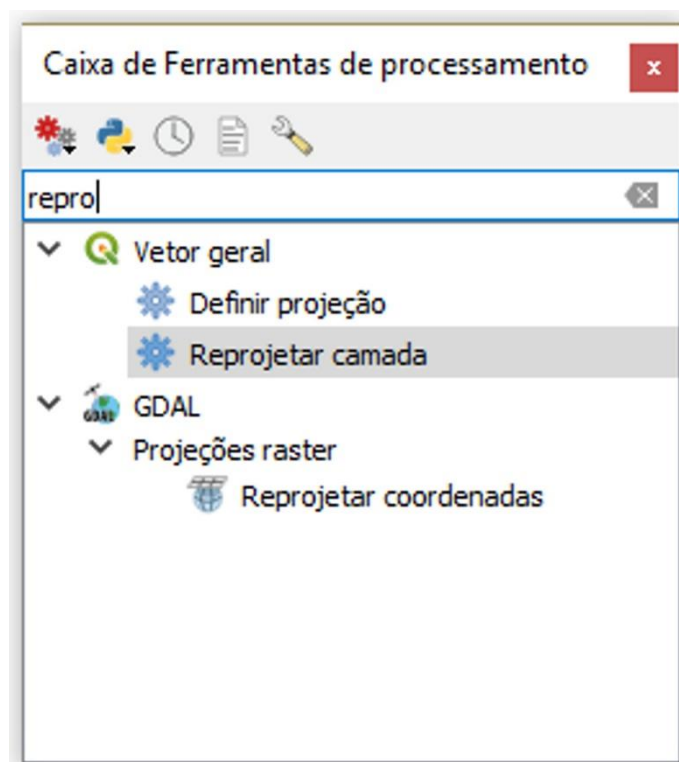 Caixa de Ferramentas de processamento
repro
Vetor geral
Definir projeção
Reprojetar camada
GDAL
Projeções raster
Reprojetar coordenadas